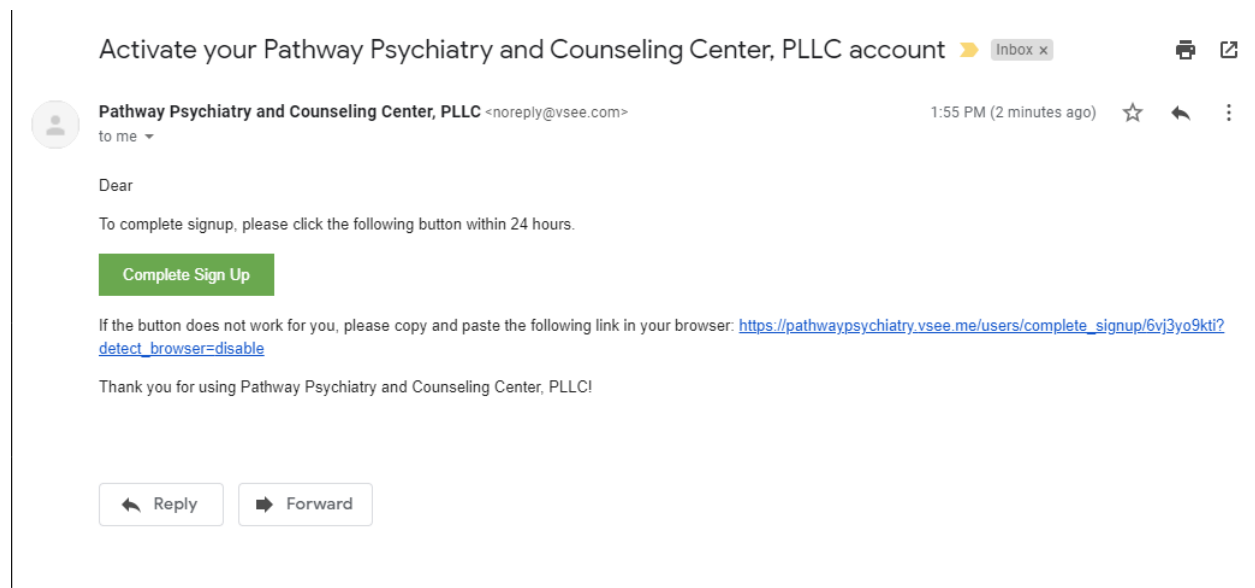 Activate your Pathway Psychiatry and Counseling Center, PLLC account Inbox x
Pathway Psychiatry and Counseling Center, PLLC <noreply@vsee.com> 1:55 PM (2 minutes ago)
to me
Dear
To complete signup, please click the following button within 24 hours.
Complete Sign Up
If the button does not work for you, please copy and paste the following link in your browser: https://pathwaypsychiatry.vsee.me/users/complete_signup/6vj3yo9kti?
detect_browser=disable
Thank you for using Pathway Psychiatry and Counseling Center, PLLC!
Reply Forward